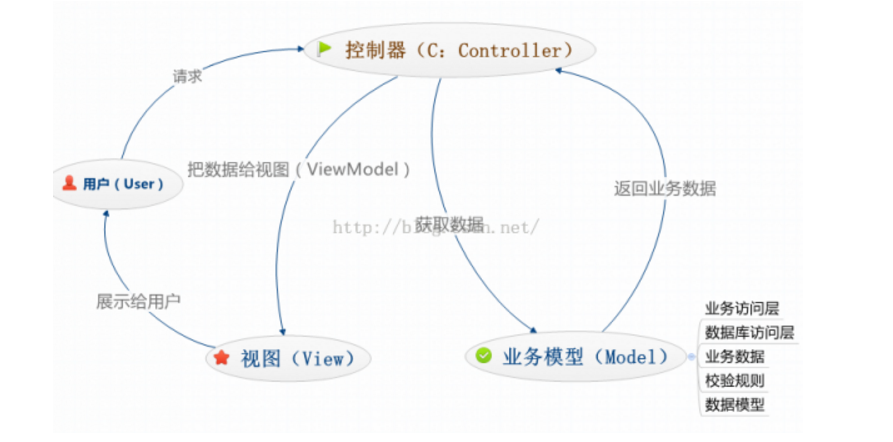 控制器（C：Controller）
请求
把数据给视图（ViewModel）
用户（User）
返回业务数据
获取数据
展示给用户
业务访问层
数据库访问层
视图（View）
业务模型（Model）
业务数据
校验规则
数据模型